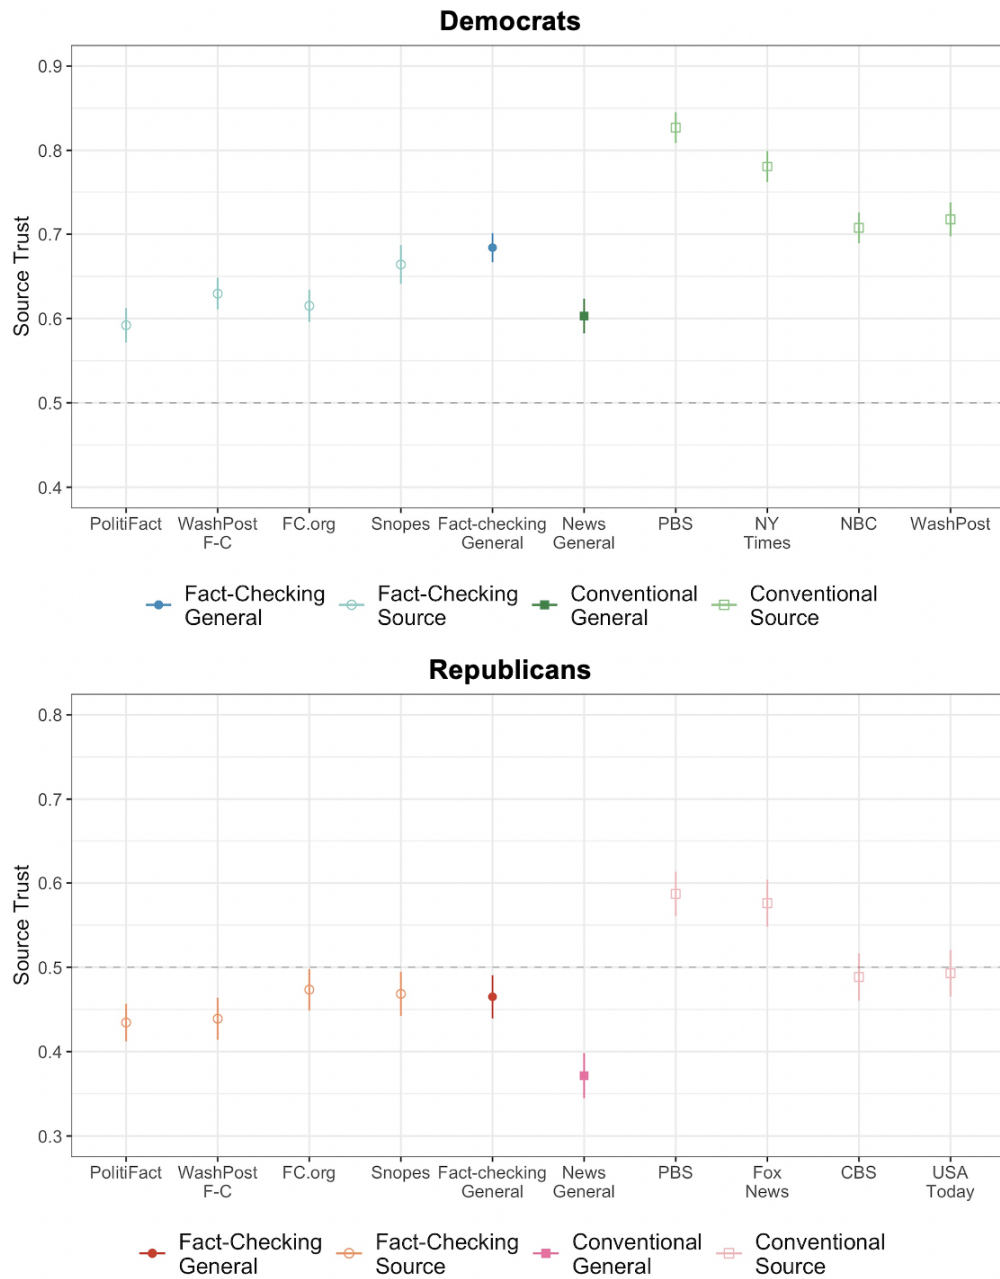 Democrats
0.9
0.8
0.7
0.6
0.5
0.4
Source Trust
PolitiFact WashPost FC.org Snopes Fact-checking News PBS NY NBC WashPost
F-C General General Times
Fact-Checking Fact-Checking Conventional Conventional
General Source General Source
Republicans
0.8
0.7
0.6
0.5
0.4
0.3
Source Trust
PolitiFact WashPost FC.org Snopes Fact-checking News PBS Fox CBS USA
F-C General General News Today
Fact-Checking Fact-Checking Conventional Conventional
General Source General Source